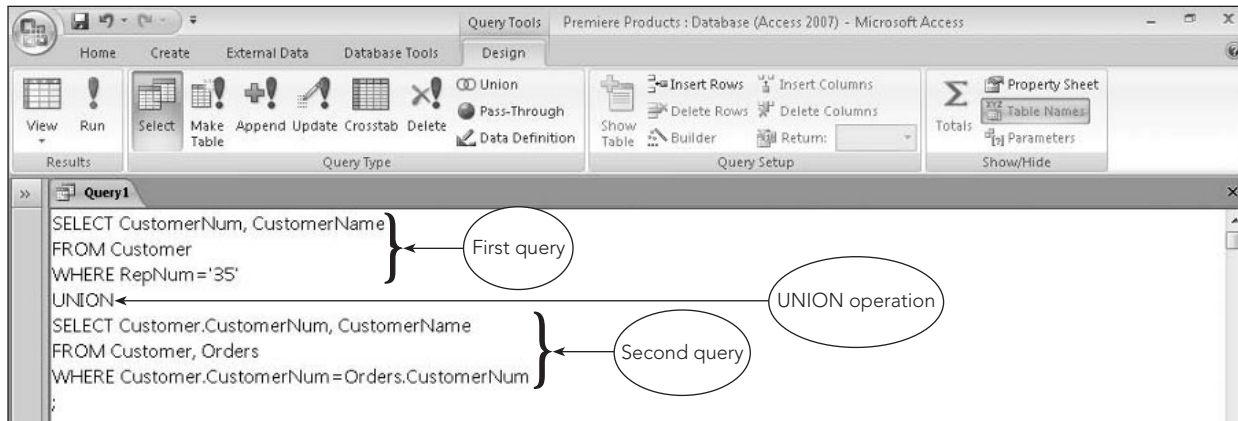 Query Tools Premiere Products : Database (Access 2007) - Microsoft Access
Home Create External Data Database Tools Design
View
Run
Results
Select
Make Table
Append
Update
Crosstab
Delete
Union
Pass-Through
Data Definition
Query Type
Show Table
Insert Rows
Delete Rows
Builder
Insert Columns
Delete Columns
Return:
Query Setup
Totals
Property Sheet
XYZ
Table Names
Parameters
Show/Hide
Query1
SELECT CustomerNum, CustomerName
FROM Customer
WHERE RepNum='35'
First query
UNION
UNION operation
SELECT Customer.CustomerNum, CustomerName
FROM Customer, Orders
WHERE Customer.CustomerNum=Orders.CustomerNum
;
Second query